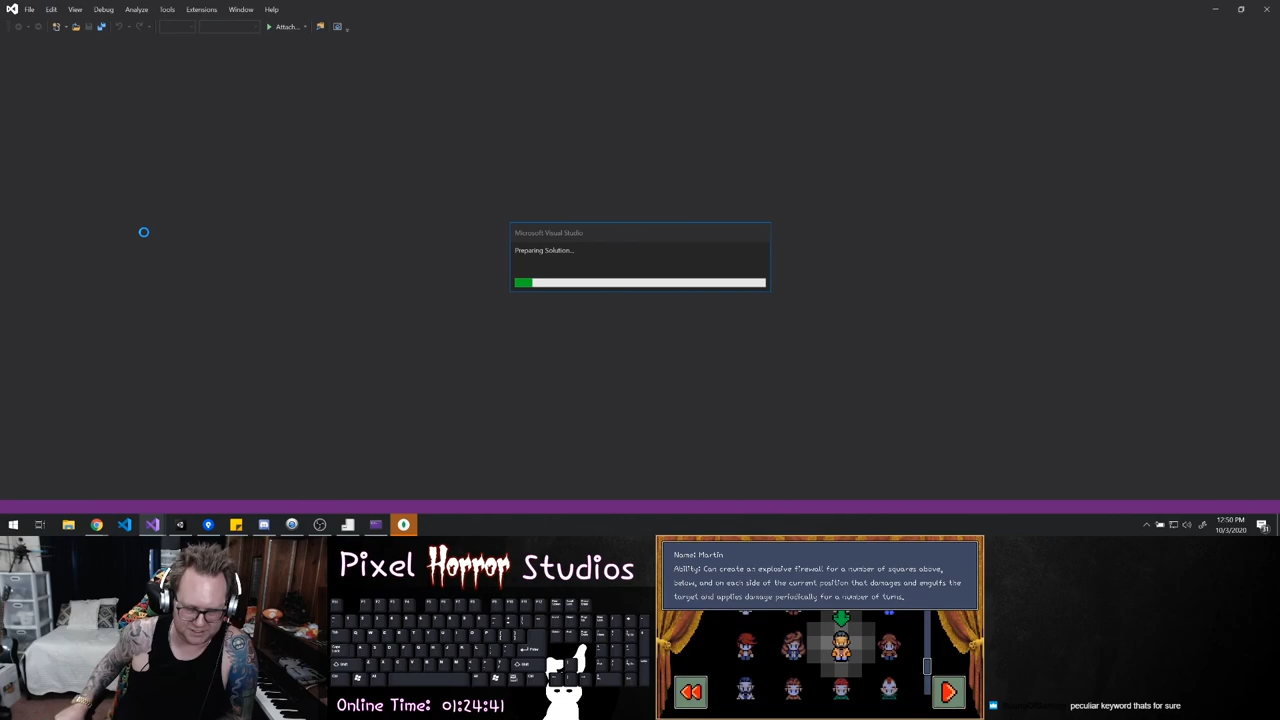 File Edit View Debug Analyze Tools Extensions Window Help
Attach...
Microsoft Visual Studio
Preparing Solution...
12:50 PM
10/3/2020
Pixel Horror Studios
Online Time: 01:24:41
Name: Martin
Ability: Can create an explosive firewall for a number of squares above,
below, and on each side of the current position that damages and engulfs the
target and applies damage periodically for a number of turns.
peculiar keyword thats for sure